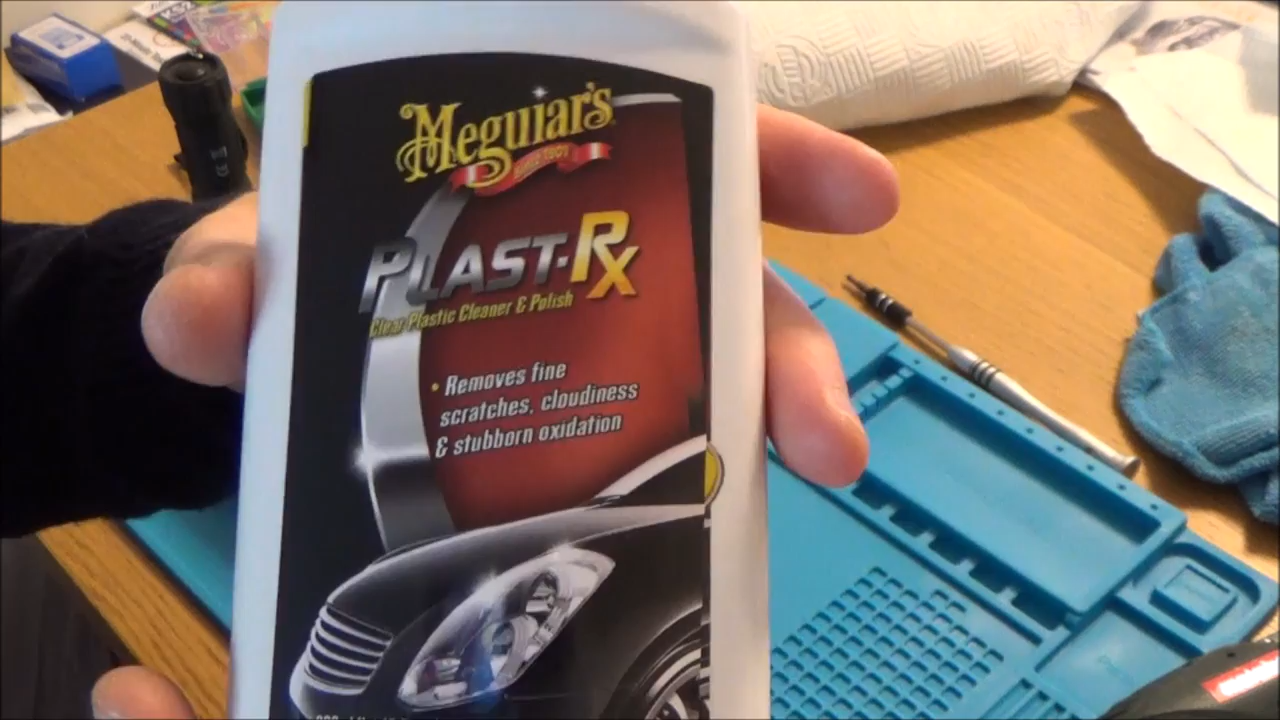 Meguiar's
SINCE 1901
PLAST-Rx
Clear Plastic Cleaner & Polish
• Removes fine
scratches, cloudiness
& stubborn oxidation